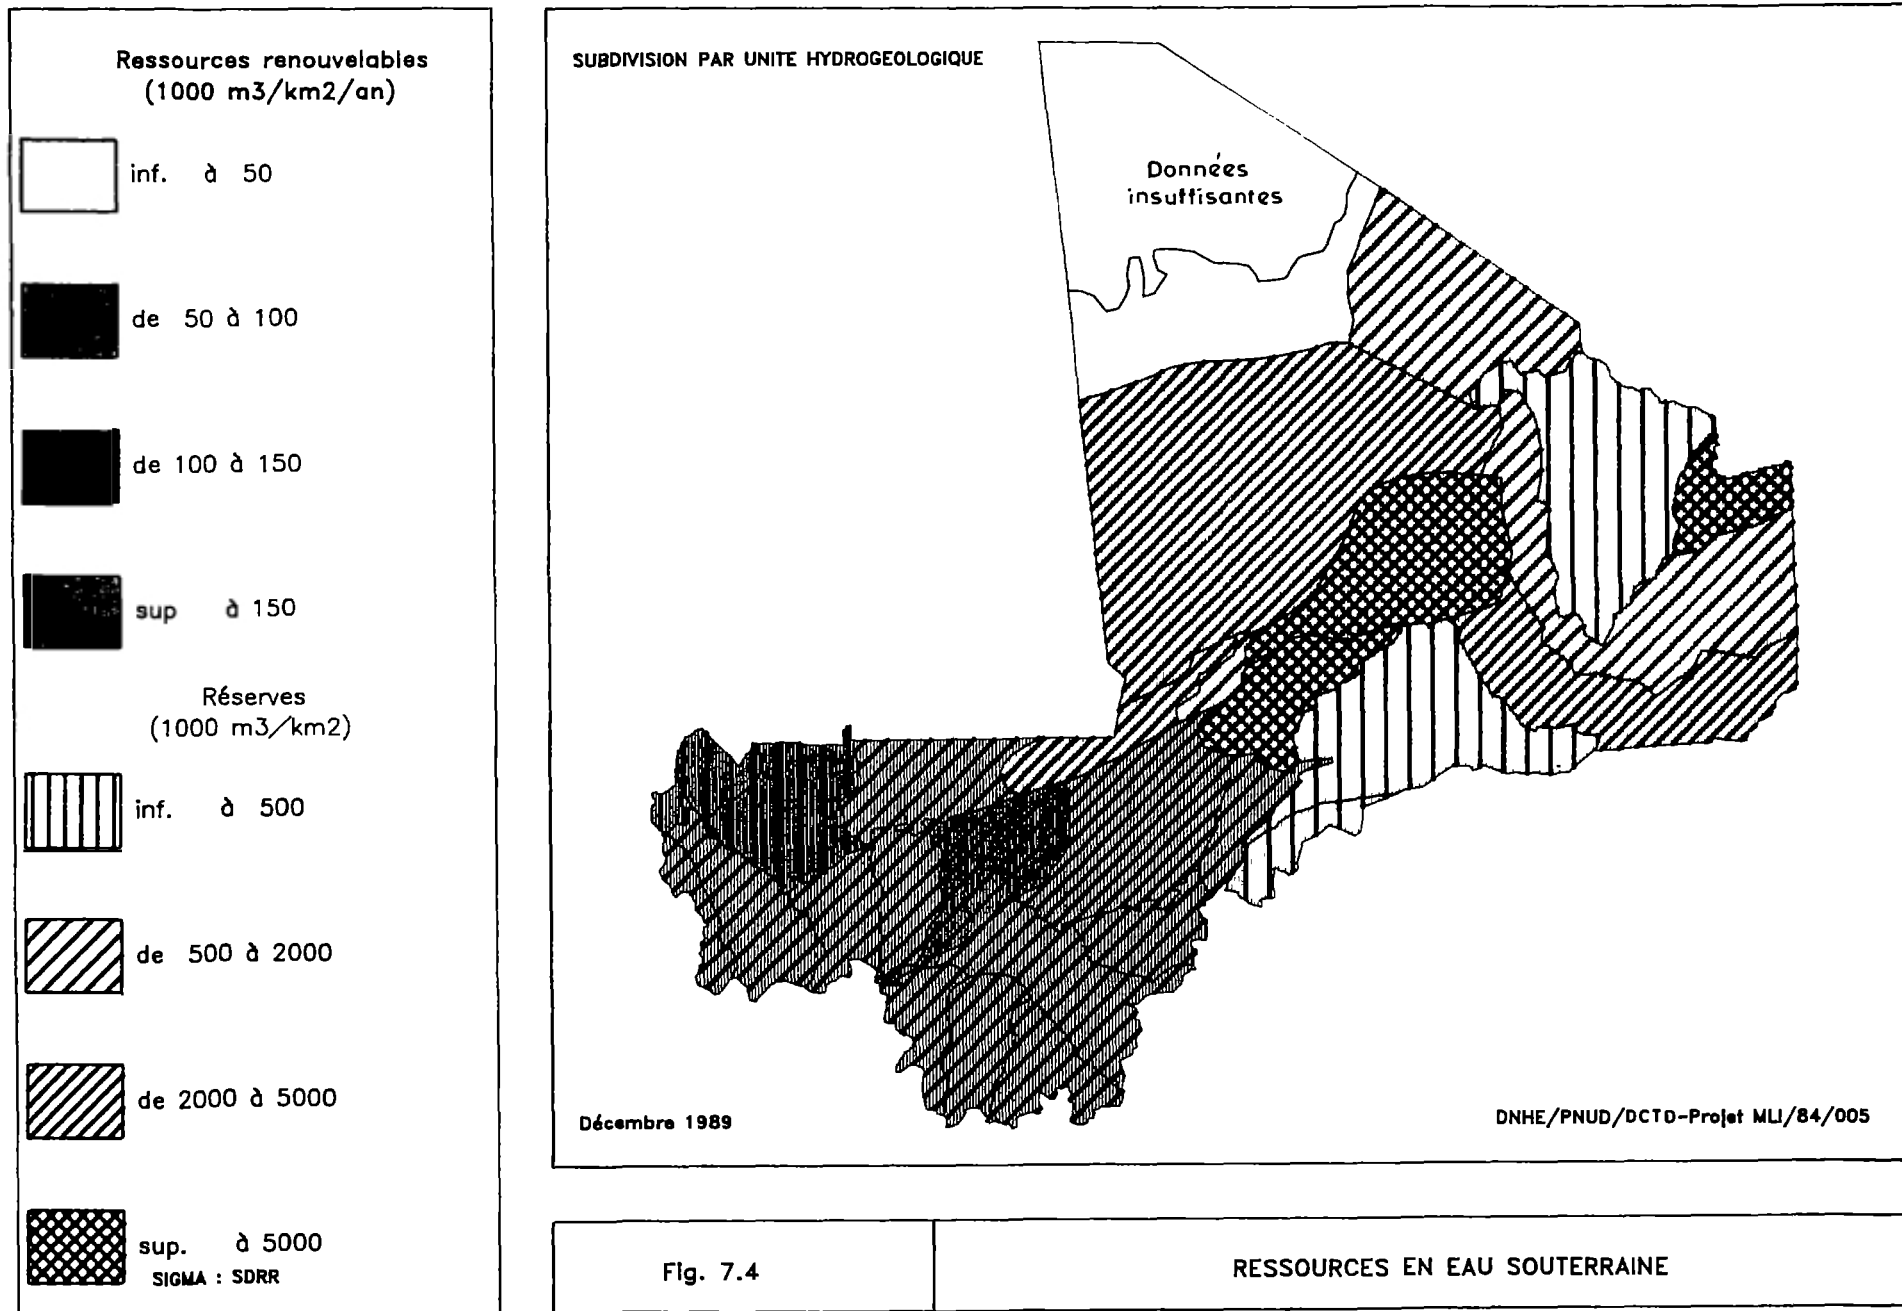 Ressources renouvelables
(1000 m3/km2/an)
inf. à 50
de 50 à 100
de 100 à 150
sup à 150
Réserves
(1000 m3/km2)
inf. à 500
de 500 à 2000
de 2000 à 5000
sup. à 5000
SIGMA : SDRR
SUBDIVISION PAR UNITE HYDROGEOLOGIQUE
Données
insuffisantes
Décembre 1989
DNHE/PNUD/DCTD-Projet MLI/84/005
Fig. 7.4
RESSOURCES EN EAU SOUTERRAINE